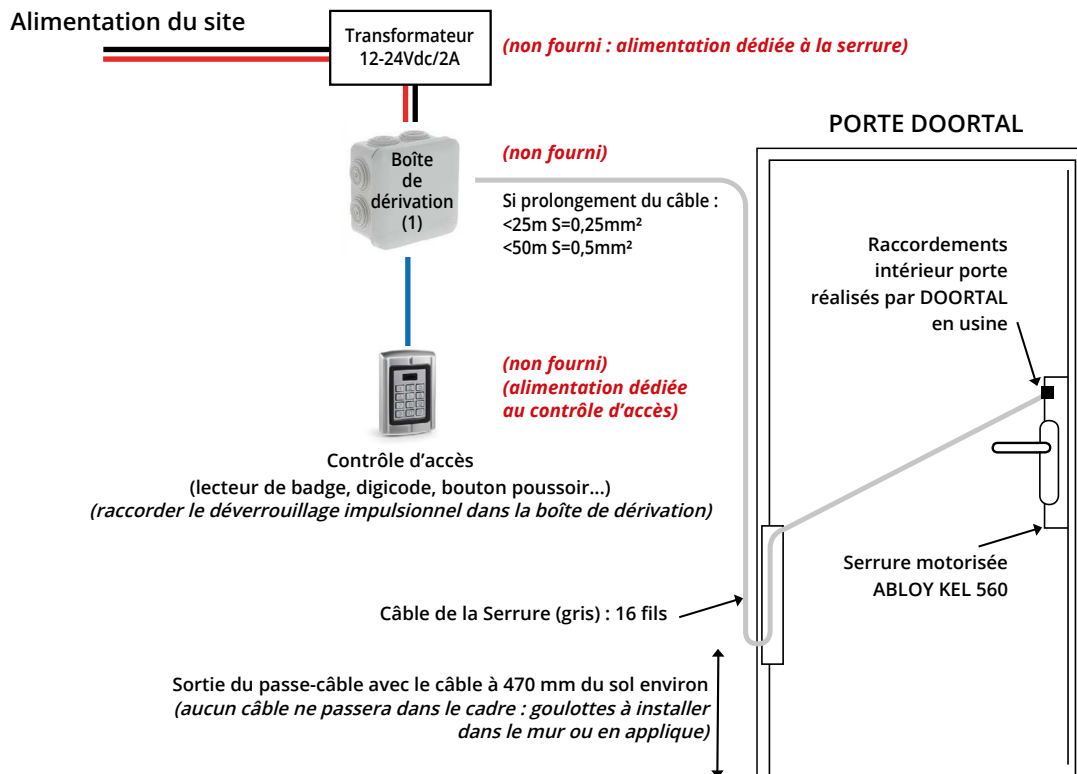 Alimentation du site
Transformateur
12-24Vdc/2A
(non fourni : alimentation dédiée à la serrure)
PORTE DOORTAL
Boîte
de
dérivation
(1)
(non fourni)
Si prolongement du câble :
<25m S=0,25mm²
<50m S=0,5mm²
Raccordements
intérieur porte
réalisés par DOORTAL
en usine
(non fourni)
(alimentation dédiée
au contrôle d’accès)
Contrôle d’accès
(lecteur de badge, digicode, bouton poussoir...)
(raccorder le déverrouillage impulsionnel dans la boîte de dérivation)
Serrure motorisée
ABLOY KEL 560
Câble de la Serrure (gris) : 16 fils
Sortie du passe-câble avec le câble à 470 mm du sol environ
(aucun câble ne passera dans le cadre : goulottes à installer
dans le mur ou en applique)